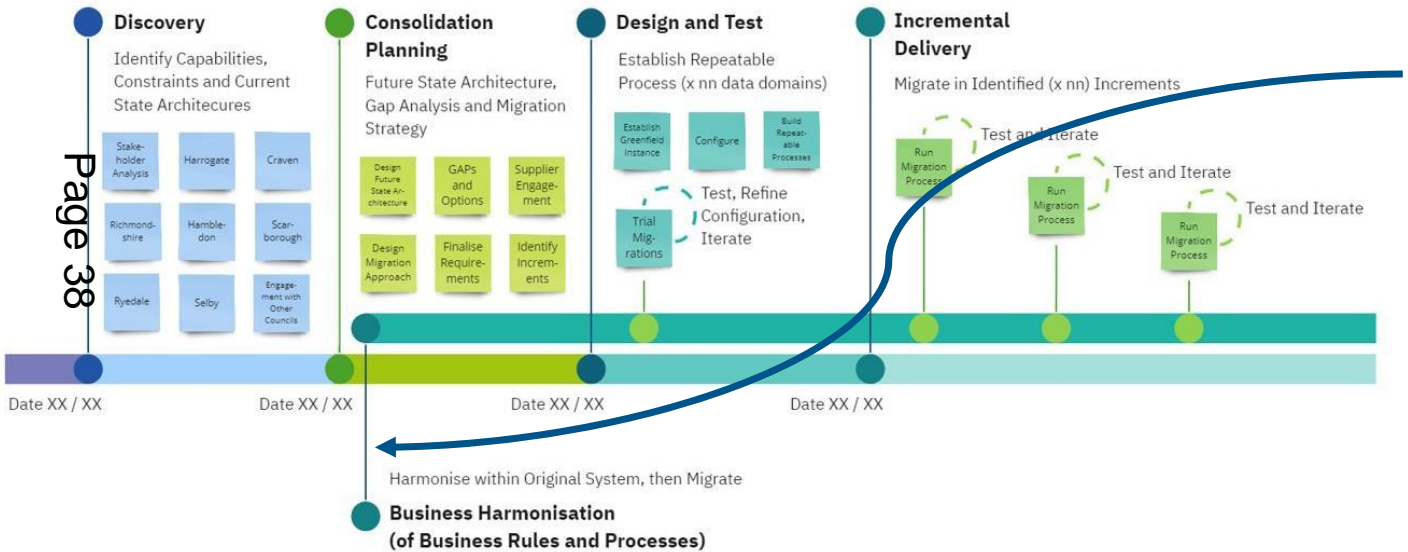 Discovery
Identify Capabilities,
Constraints and Current
State Architecures
Stake-
holder
Analysis
Harrogate
Craven
Richmond-
shire
Hamble-
don
Scar-
borough
Ryedale
Selby
Engage-
ment with
Other
Councils
Page 38
Consolidation
Planning
Future State Architecture,
Gap Analysis and Migration
Strategy
Design
Future
State Ar-
chitecture
GAPs
and
Options
Supplier
Engage-
ment
Design
Migration
Approach
Finalise
Require-
ments
Identify
Increm-
ents
Design and Test
Establish Repeatable
Process (x nn data domains)
Establish
Greenfield
Instance
Configure
Build
Repeat-
able
Processes
Trial
Mig-
rations
Test, Refine
Configuration,
Iterate
Incremental
Delivery
Migrate in Identified (x nn) Increments
Run
Migration
Process
Test and Iterate
Run
Migration
Process
Test and Iterate
Run
Migration
Process
Test and Iterate
Date XX / XX
Date XX / XX
Date XX / XX
Date XX / XX
Harmonise within Original System, then Migrate
Business Harmonisation
(of Business Rules and Processes)